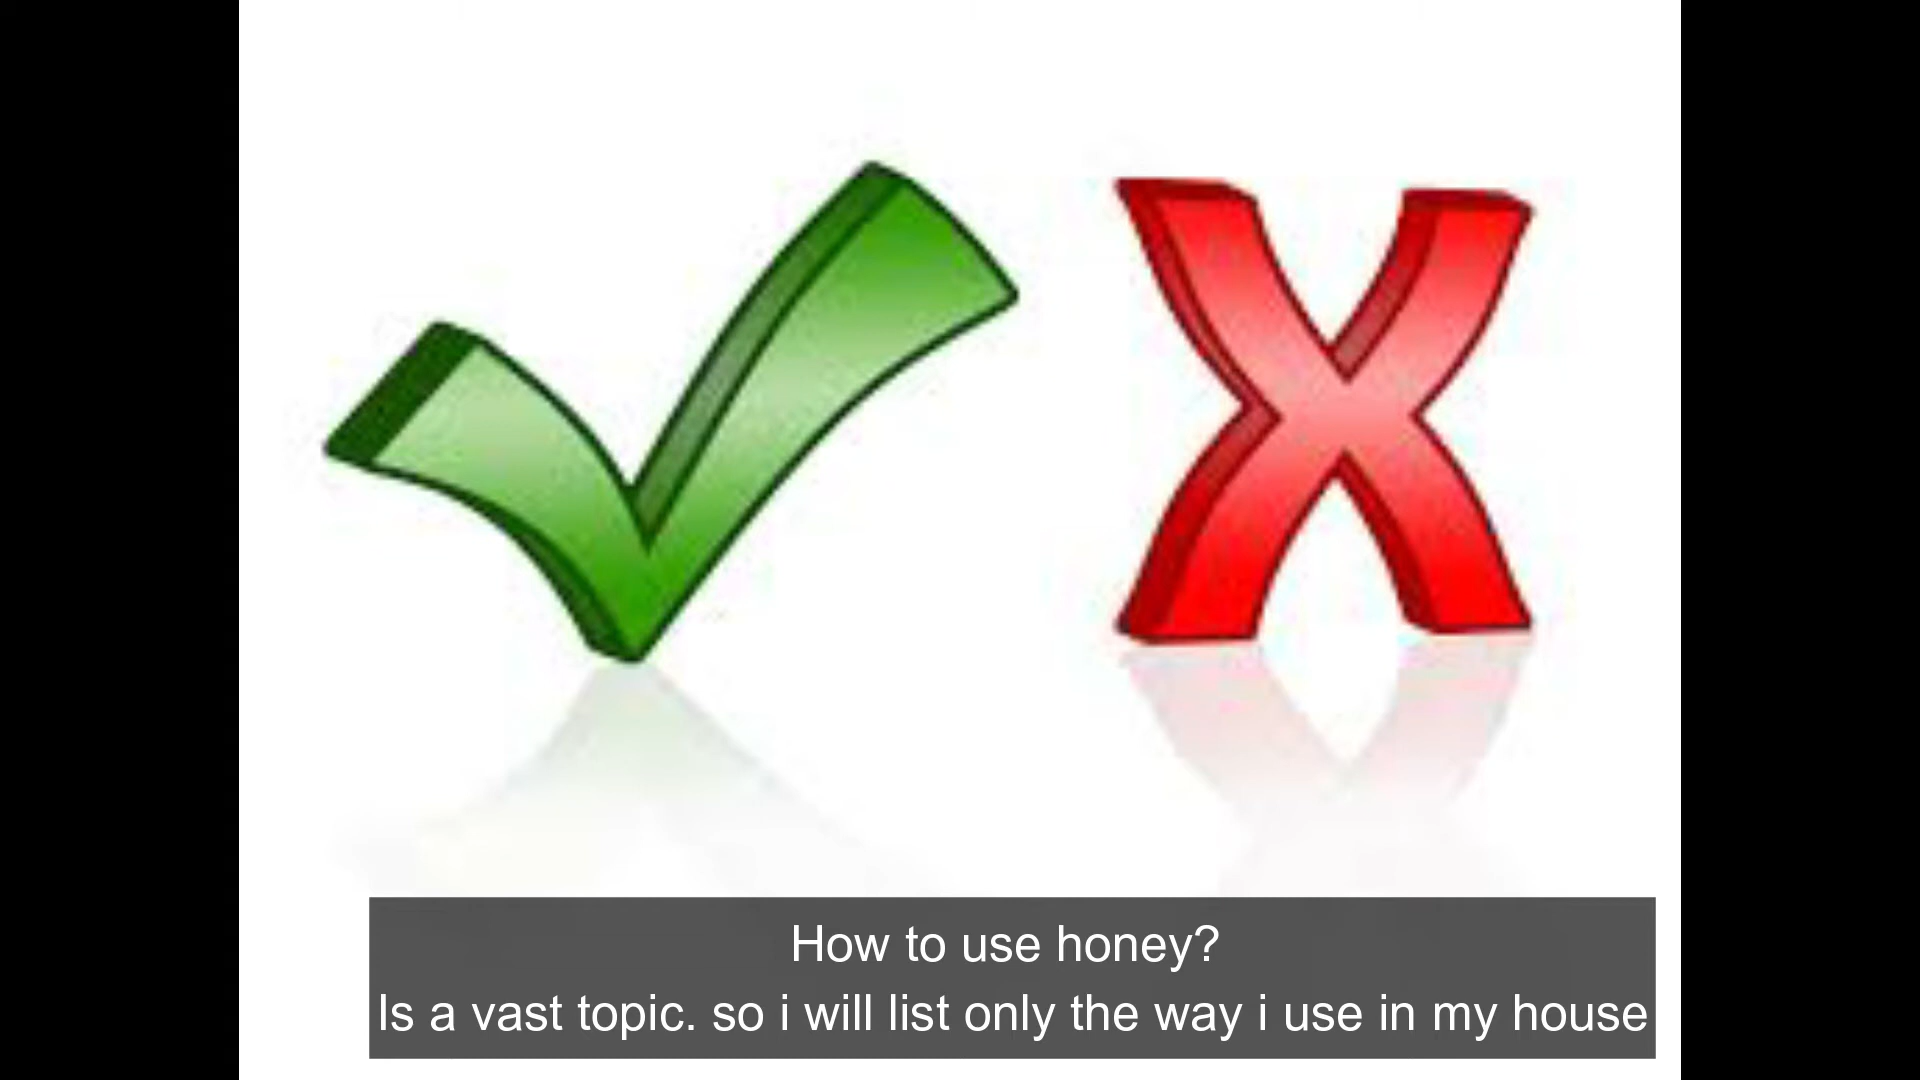 How to use honey?
Is a vast topic. so i will list only the way i use in my house